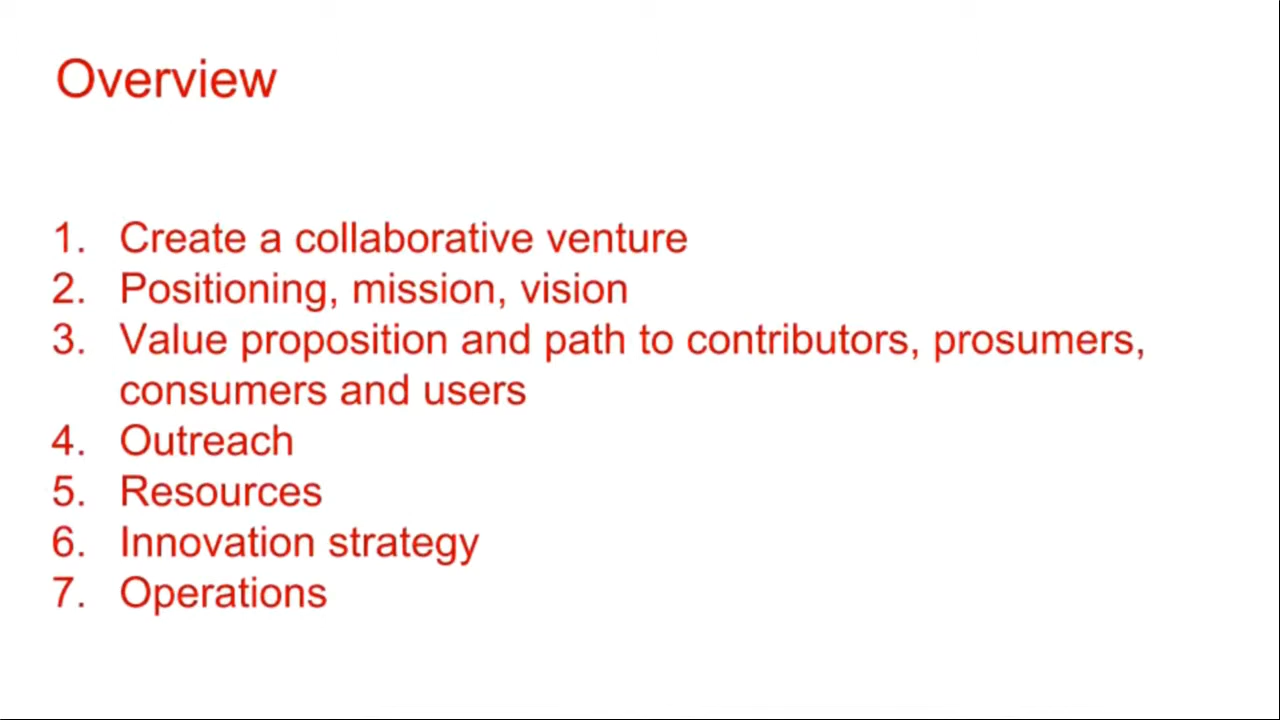 Overview
1. Create a collaborative venture
2. Positioning, mission, vision
3. Value proposition and path to contributors, prosumers,
consumers and users
4. Outreach
5. Resources
6. Innovation strategy
7. Operations